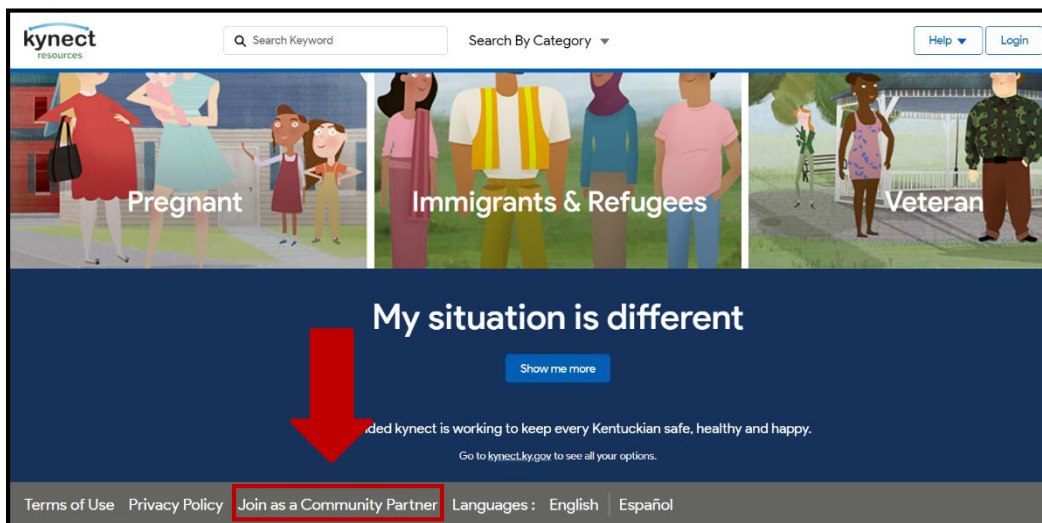 kynect
resources
Search Keyword
Search By Category
Help
Login
Pregnant
Immigrants & Refugees
Veteran
My situation is different
Show me more
kynect is working to keep every Kentuckian safe, healthy and happy.
Go to kynect.ky.gov to see all your options.
Terms of Use Privacy Policy Join as a Community Partner Languages : English Español